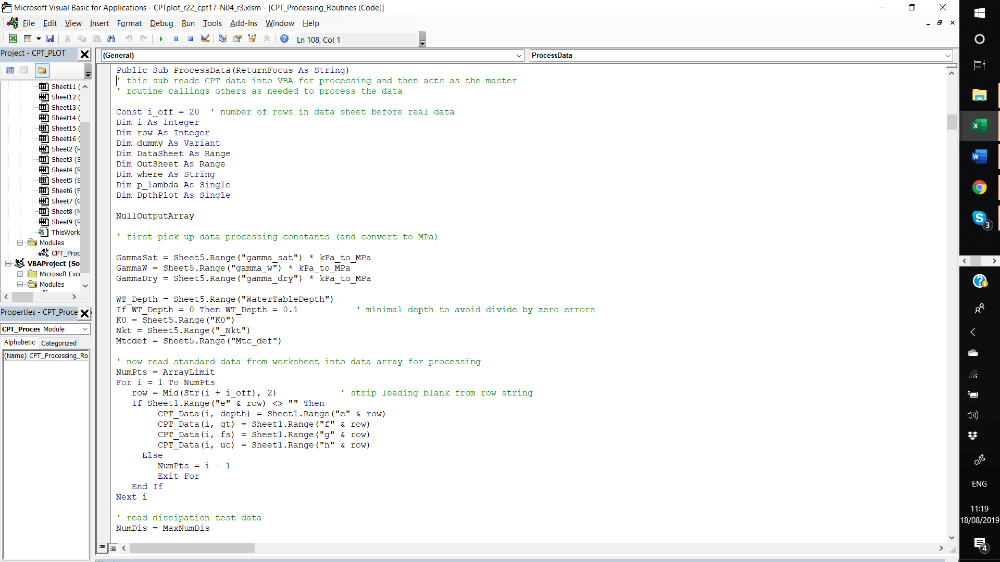 Microsoft Visual Basic for Applications - CPTplot_r22_cpt17-N04_r3.xlsm - [CPT_Processing_Routines (Code)]
File Edit View Insert Format Debug Run Tools Add-Ins Window Help
Ln 108, Col 1
Project - CPT_PLOT
Sheet11 (
Sheet12 (
Sheet13 (
Sheet14 (
Sheet15 (
Sheet16 (
Sheet2 (R
Sheet3 (S
Sheet4 (R
Sheet5 (S
Sheet6 (F
Sheet7 (G
Sheet8 (M
Sheet9 (R
ThisWork
Modules
CPT_Proc
VBAProject (So
Microsoft Exce
Modules
Properties - CPT_Proce
CPT_Proces Module
Alphabetic Categorized
(Name) CPT_Processing_Ro
(General) ProcessData
Public Sub ProcessData(ReturnFocus As String)
' this sub reads CPT data into VBA for processing and then acts as the master
' routine callings others as needed to process the data
Const i_off = 20 ' number of rows in data sheet before real data
Dim i As Integer
Dim row As Integer
Dim dummy As Variant
Dim DataSheet As Range
Dim OutSheet As Range
Dim where As String
Dim p_lambda As Single
Dim DpthPlot As Single
NullOutputArray
' first pick up data processing constants (and convert to MPa)
GammaSat = Sheet5.Range("gamma_sat") * kPa_to_MPa
GammaW = Sheet5.Range("gamma_w") * kPa_to_MPa
GammaDry = Sheet5.Range("gamma_dry") * kPa_to_MPa
WT_Depth = Sheet5.Range("WaterTableDepth")
If WT_Depth = 0 Then WT_Depth = 0.1 ' minimal depth to avoid divide by zero errors
K0 = Sheet5.Range("K0")
Nkt = Sheet5.Range("_Nkt")
Mtcdef = Sheet5.Range("Mtc_def")
' now read standard data from worksheet into data array for processing
NumPts = ArrayLimit
For i = 1 To NumPts
row = Mid(Str(i + i_off), 2) ' strip leading blank from row string
If Sheet1.Range("e" & row) <> "" Then
CPT_Data(i, depth) = Sheet1.Range("e" & row)
CPT_Data(i, qt) = Sheet1.Range("f" & row)
CPT_Data(i, fs) = Sheet1.Range("g" & row)
CPT_Data(i, uc) = Sheet1.Range("h" & row)
Else
NumPts = i - 1
Exit For
End If
Next i
' read dissipation test data
NumDis = MaxNumDis
3
ENG
11:19
18/08/2019
4